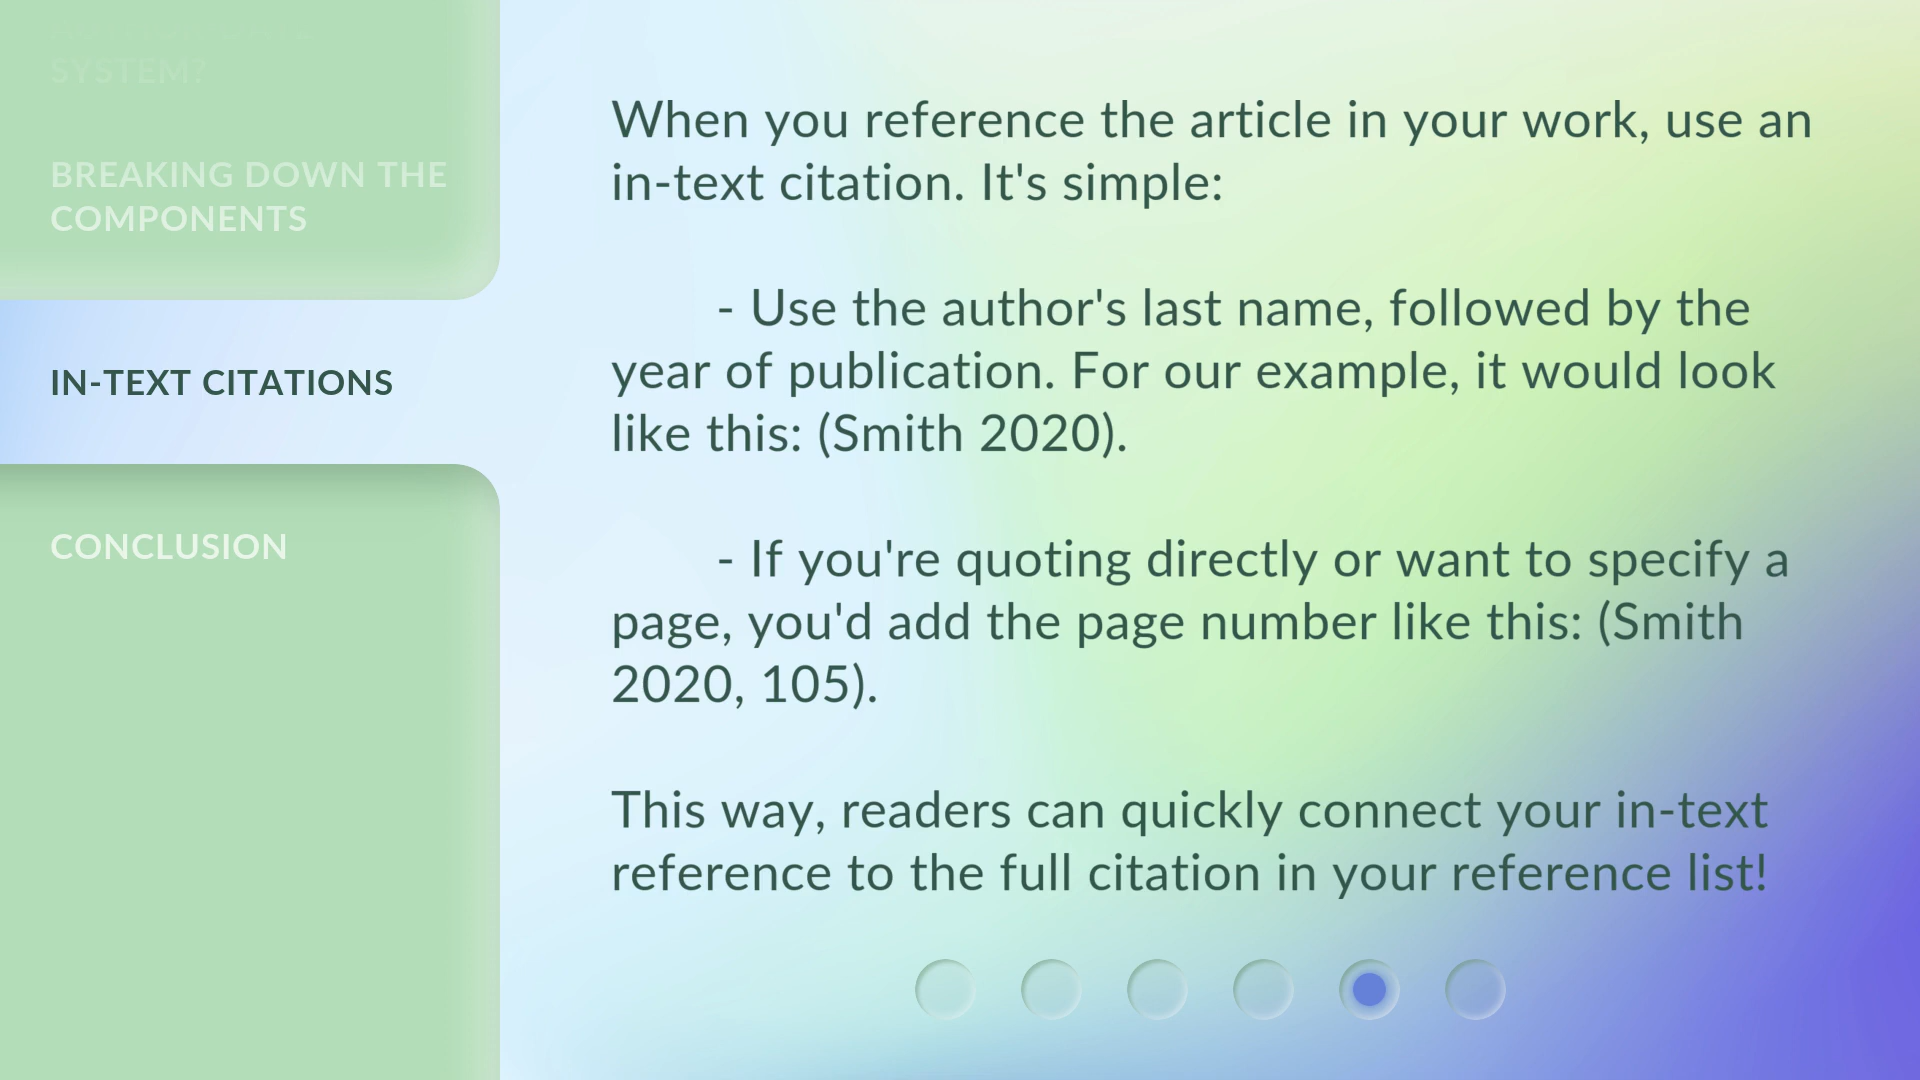 SYSTEM?
BREAKING DOWN THE
COMPONENTS
IN-TEXT CITATIONS
CONCLUSION
When you reference the article in your work, use an
in-text citation. It's simple:
- Use the author's last name, followed by the
year of publication. For our example, it would look
like this: (Smith 2020).
- If you're quoting directly or want to specify a
page, you'd add the page number like this: (Smith
2020, 105).
This way, readers can quickly connect your in-text
reference to the full citation in your reference list!